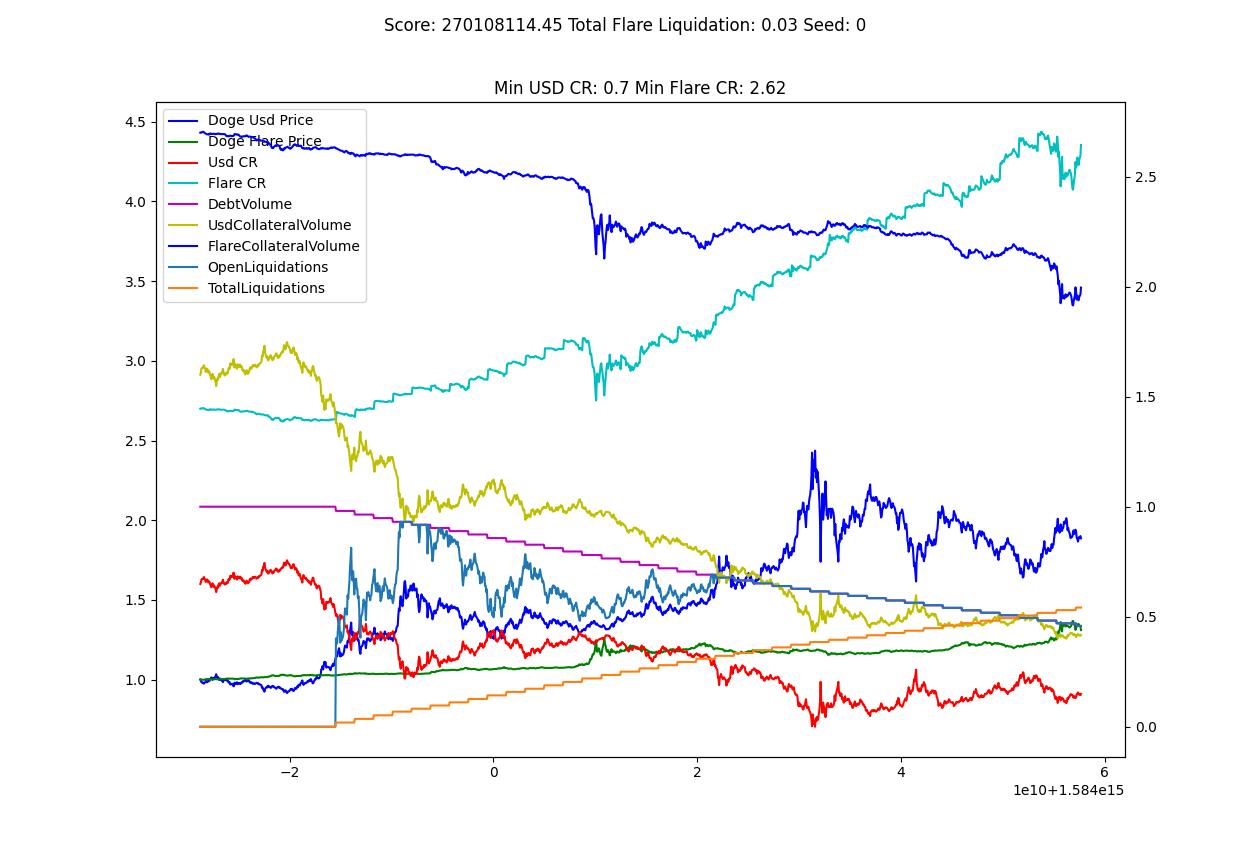 Score: 270108114.45 Total Flare Liquidation: 0.03 Seed: 0
Min USD CR: 0.7 Min Flare CR: 2.62
Doge Usd Price
Doge Flare Price
Usd CR
Flare CR
DebtVolume
UsdCollateralVolume
FlareCollateralVolume
OpenLiquidations
TotalLiquidations
4.5
4.0
3.5
3.0
2.5
2.0
1.5
1.0
2.5
2.0
1.5
1.0
0.5
0.0
−2
0
2
4
6
1e10+1.584e15